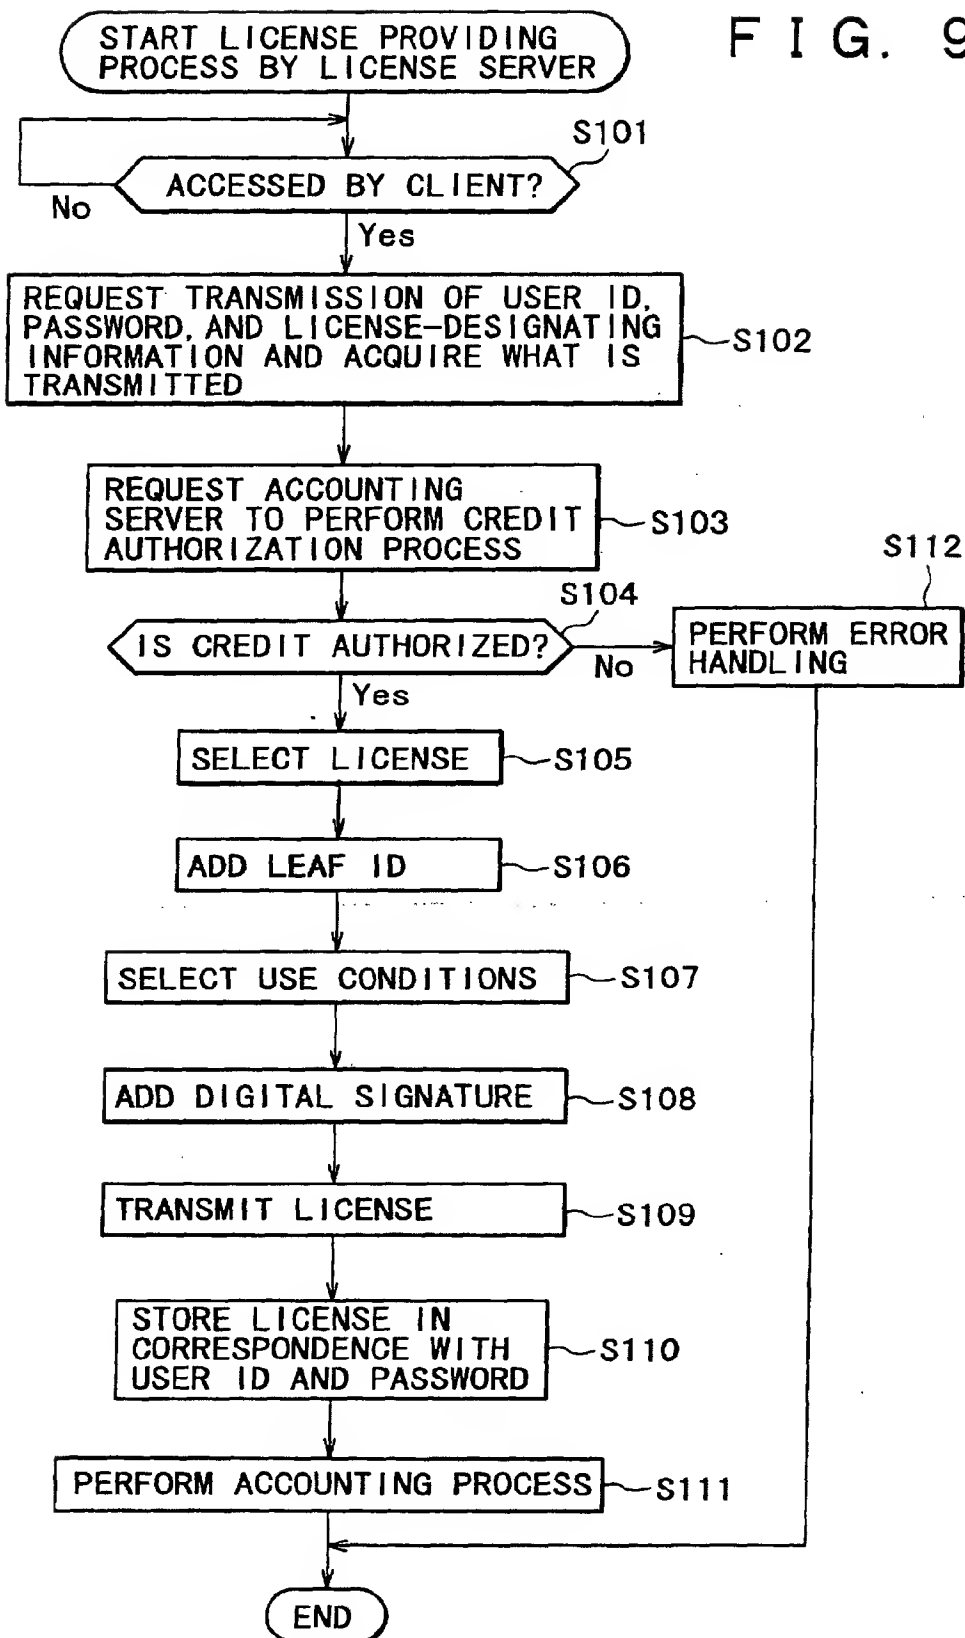 FIG. 9
START LICENSE PROVIDING
PROCESS BY LICENSE SERVER
S101
ACCESSED BY CLIENT?
No
Yes
REQUEST TRANSMISSION OF USER ID,
PASSWORD, AND LICENSE-DESIGNATING
INFORMATION AND ACQUIRE WHAT IS
TRANSMITTED
S102
REQUEST ACCOUNTING
SERVER TO PERFORM CREDIT
AUTHORIZATION PROCESS
S103
S104
IS CREDIT AUTHORIZED?
No
Yes
S112
PERFORM ERROR
HANDLING
SELECT LICENSE
S105
ADD LEAF ID
S106
SELECT USE CONDITIONS
S107
ADD DIGITAL SIGNATURE
S108
TRANSMIT LICENSE
S109
STORE LICENSE IN
CORRESPONDENCE WITH
USER ID AND PASSWORD
S110
PERFORM ACCOUNTING PROCESS
S111
END